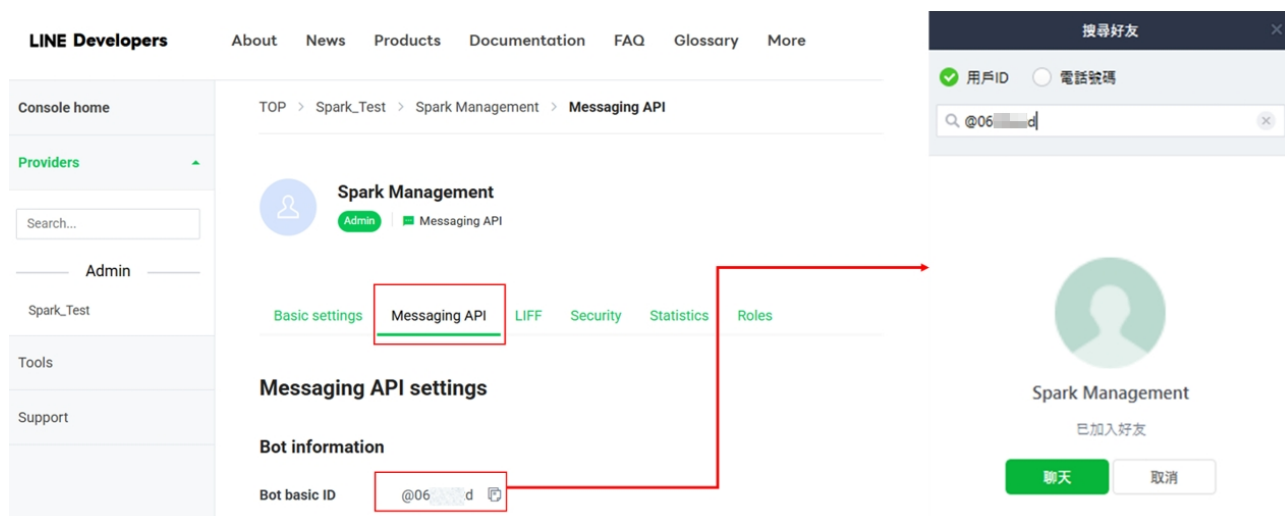 LINE Developers
About News Products Documentation FAQ Glossary More
Console home
Providers
Search...
Admin
Spark_Test
Tools
Support
TOP > Spark_Test > Spark Management > Messaging API
Spark Management
Admin Messaging API
Basic settings Messaging API LIFF Security Statistics Roles
Messaging API settings
Bot information
Bot basic ID @06 d
搜尋好友
用戶ID 電話號碼
@06 d
Spark Management
已加入好友
聊天 取消